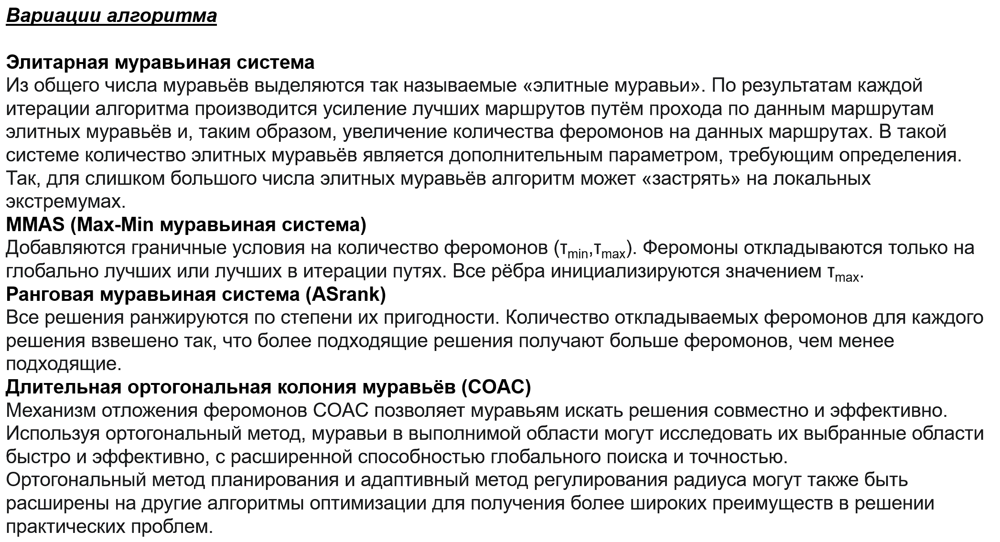 Вариации алгоритма
Элитарная муравьиная система
Из общего числа муравьёв выделяются так называемые «элитные муравьи». По результатам каждой
итерации алгоритма производится усиление лучших маршрутов путём прохода по данным маршрутам
элитных муравьёв и, таким образом, увеличение количества феромонов на данных маршрутах. В такой
системе количество элитных муравьёв является дополнительным параметром, требующим определения.
Так, для слишком большого числа элитных муравьёв алгоритм может «застрять» на локальных
экстремумах.
MMAS (Max-Min муравьиная система)
Добавляются граничные условия на количество феромонов (τmin,τmax). Феромоны откладываются только на
глобально лучших или лучших в итерации путях. Все рёбра инициализируются значением τmax.
Ранговая муравьиная система (ASrank)
Все решения ранжируются по степени их пригодности. Количество откладываемых феромонов для каждого
решения взвешено так, что более подходящие решения получают больше феромонов, чем менее
подходящие.
Длительная ортогональная колония муравьёв (COAC)
Механизм отложения феромонов COAC позволяет муравьям искать решения совместно и эффективно.
Используя ортогональный метод, муравьи в выполнимой области могут исследовать их выбранные области
быстро и эффективно, с расширенной способностью глобального поиска и точностью.
Ортогональный метод планирования и адаптивный метод регулирования радиуса могут также быть
расширены на другие алгоритмы оптимизации для получения более широких преимуществ в решении
практических проблем.